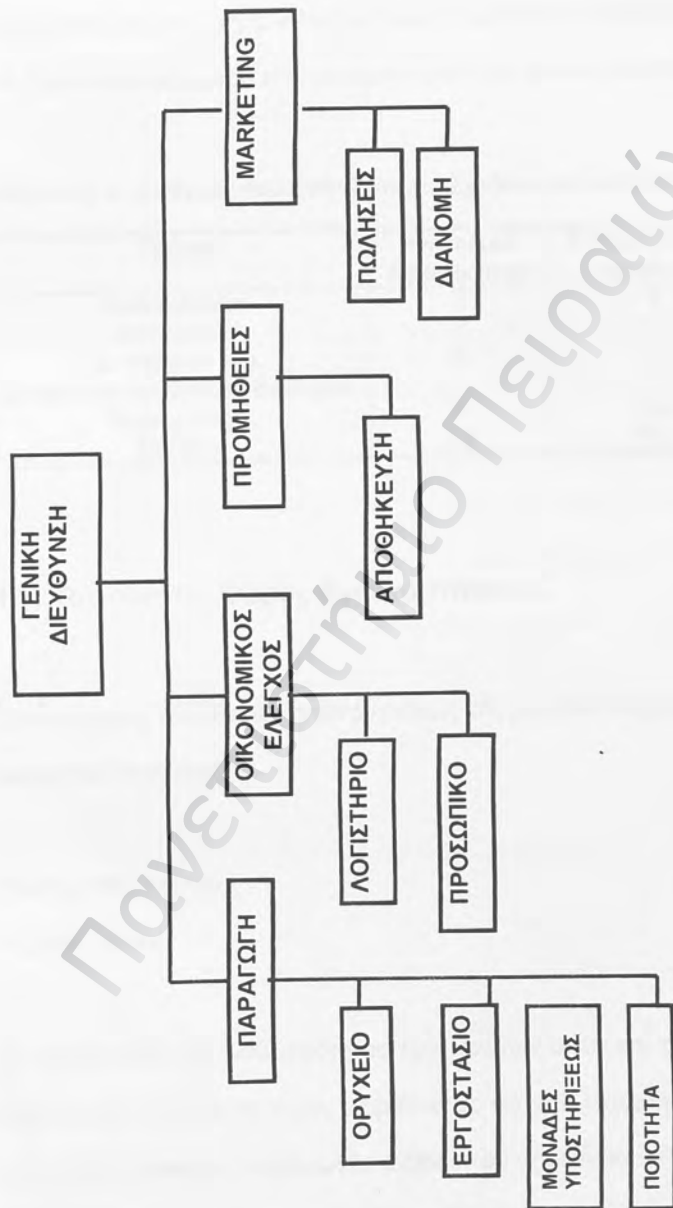 ΓΕΝΙΚΗ
ΔΙΕΥΘΥΝΣΗ
ΠΑΡΑΓΩΓΗ
ΟΙΚΟΝΟΜΙΚΟΣ
ΕΛΕΓΧΟΣ
ΠΡΟΜΗΘΕΙΕΣ
MARKETING
ΟΡΥΧΕΙΟ
ΕΡΓΟΣΤΑΣΙΟ
ΜΟΝΑΔΕΣ
ΥΠΟΣΤΗΡΙΞΕΩΣ
ΠΟΙΟΤΗΤΑ
ΛΟΓΙΣΤΗΡΙΟ
ΠΡΟΣΩΠΙΚΟ
ΑΠΟΘΗΚΕΥΣΗ
ΠΩΛΗΣΕΙΣ
ΔΙΑΝΟΜΗ
Πανεπιστήμιο Πειραιώς